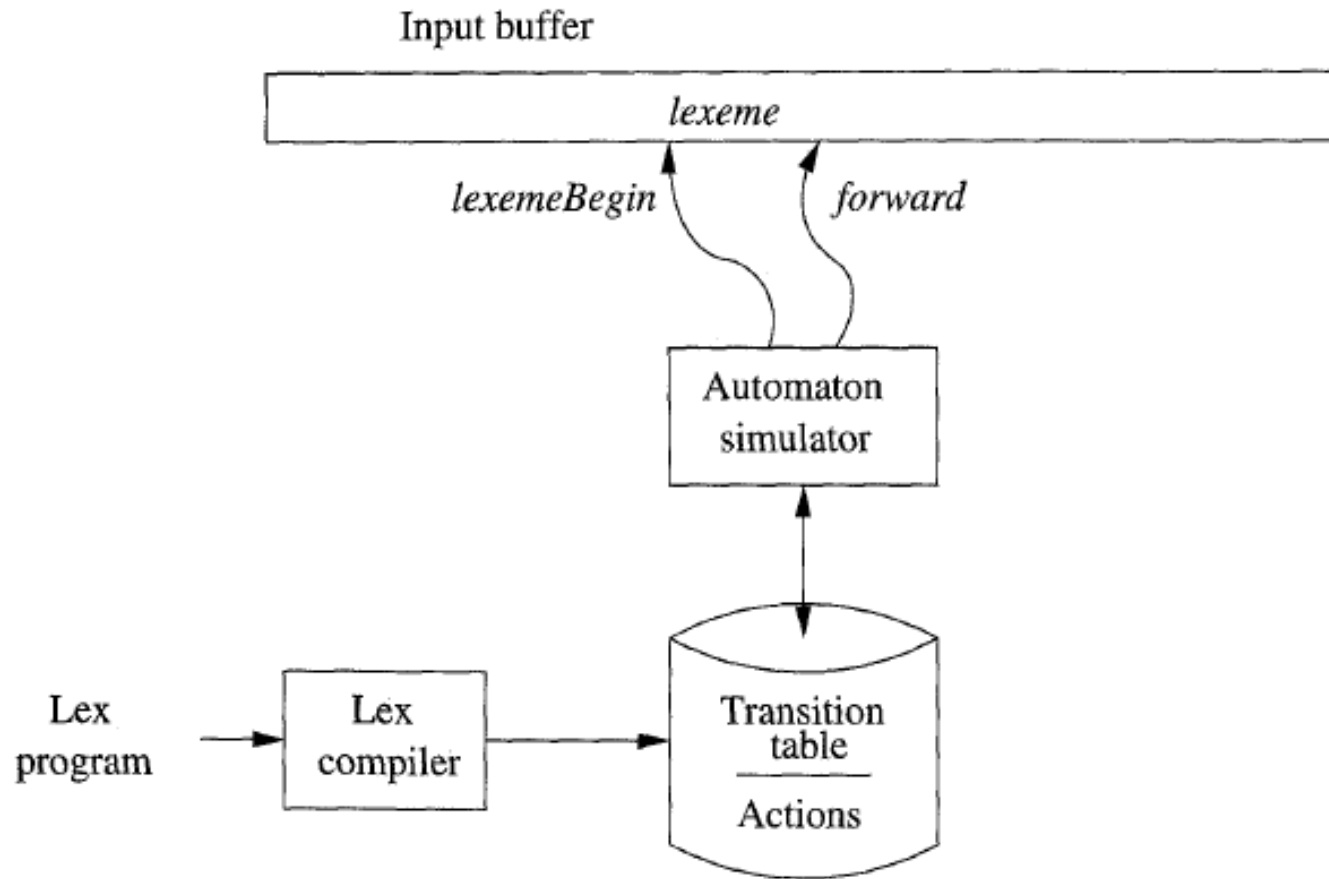 Input buffer
lexeme
lexemeBegin
forward
Automaton
simulator
Lex
program
Lex
compiler
Transition
table
Actions